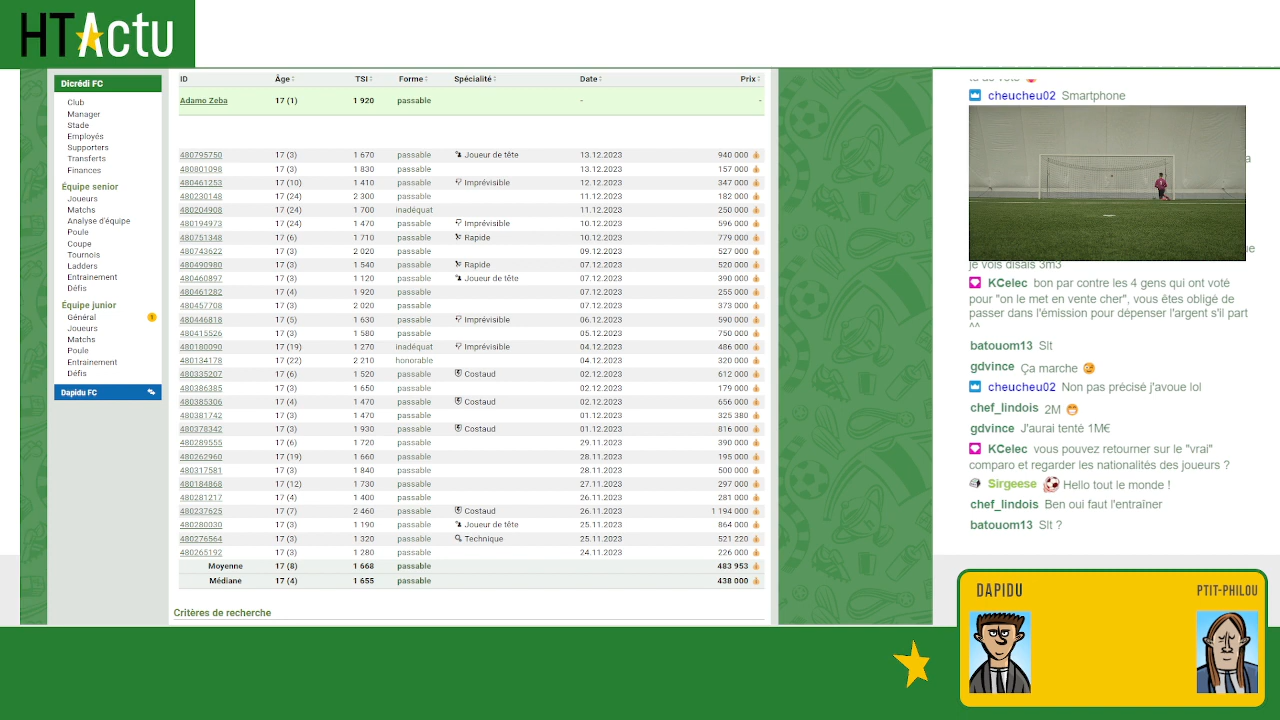 HTActu
Dicrédi FC
Club
Manager
Stade
Employés
Supporters
Transferts
Finances
Équipe senior
Joueurs
Matchs
Analyse d'équipe
Poule
Coupe
Tournois
Ladders
Entrainement
Défis
Équipe junior
Général 1
Joueurs
Matchs
Poule
Entrainement
Défis
Dapidu FC
ID Âge TSI Forme Spécialité Date Prix
Adamo Zeba 17 (1) 1 920 passable - -
480795750 17 (3) 1 670 passable Joueur de tête 13.12.2023 940 000
480801098 17 (3) 1 830 passable 13.12.2023 157 000
480461253 17 (10) 1 410 passable Imprévisible 12.12.2023 347 000
480230148 17 (24) 2 300 passable 11.12.2023 182 000
480204908 17 (24) 1 700 inadéquat 11.12.2023 250 000
480194973 17 (24) 1 470 passable Imprévisible 10.12.2023 596 000
480751348 17 (6) 1 710 passable Rapide 10.12.2023 779 000
480743622 17 (3) 2 020 passable 09.12.2023 527 000
480490980 17 (3) 1 540 passable Rapide 07.12.2023 520 000
480460897 17 (3) 1 120 passable Joueur de tête 07.12.2023 390 000
480461282 17 (4) 1 920 passable 07.12.2023 255 000
480457708 17 (3) 2 020 passable 07.12.2023 373 000
480446818 17 (5) 1 630 passable Imprévisible 06.12.2023 590 000
480415526 17 (3) 1 580 passable 05.12.2023 750 000
480180090 17 (19) 1 270 inadéquat Imprévisible 04.12.2023 486 000
480134178 17 (22) 2 210 honorable 04.12.2023 320 000
480335207 17 (6) 1 520 passable Costaud 02.12.2023 612 000
480386385 17 (3) 1 650 passable 02.12.2023 179 000
480385306 17 (4) 1 470 passable Costaud 02.12.2023 656 000
480381742 17 (3) 1 470 passable 01.12.2023 325 380
480378342 17 (3) 1 930 passable Costaud 01.12.2023 816 000
480289555 17 (6) 1 720 passable 29.11.2023 390 000
480262960 17 (19) 1 660 passable 28.11.2023 195 000
480317581 17 (3) 1 840 passable 28.11.2023 500 000
480184868 17 (12) 1 730 passable 27.11.2023 297 000
480281217 17 (4) 1 400 passable 26.11.2023 281 000
480237625 17 (7) 2 460 passable Costaud 26.11.2023 1 194 000
480280030 17 (3) 1 190 passable Joueur de tête 25.11.2023 864 000
480276564 17 (3) 1 320 passable Technique 25.11.2023 521 220
480265192 17 (3) 1 280 passable 24.11.2023 226 000
Moyenne 17 (8) 1 668 passable 483 953
Médiane 17 (4) 1 655 passable 438 000
Critères de recherche
cheucheu02 Smartphone
je vois disais 3m3
KCelec bon par contre les 4 gens qui ont voté
pour "on le met en vente cher", vous êtes obligé de
passer dans l'émission pour dépenser l'argent s'il part
^^
batouom13 Slt
gdvince Ça marche
cheucheu02 Non pas précisé j'avoue lol
chef_lindois 2M
gdvince J'aurai tenté 1M€
KCelec vous pouvez retourner sur le "vrai"
comparo et regarder les nationalités des joueurs ?
Sirgeese Hello tout le monde !
chef_lindois Ben oui faut l'entraîner
batouom13 Slt ?
DAPIDU
PTIT-PHILOU